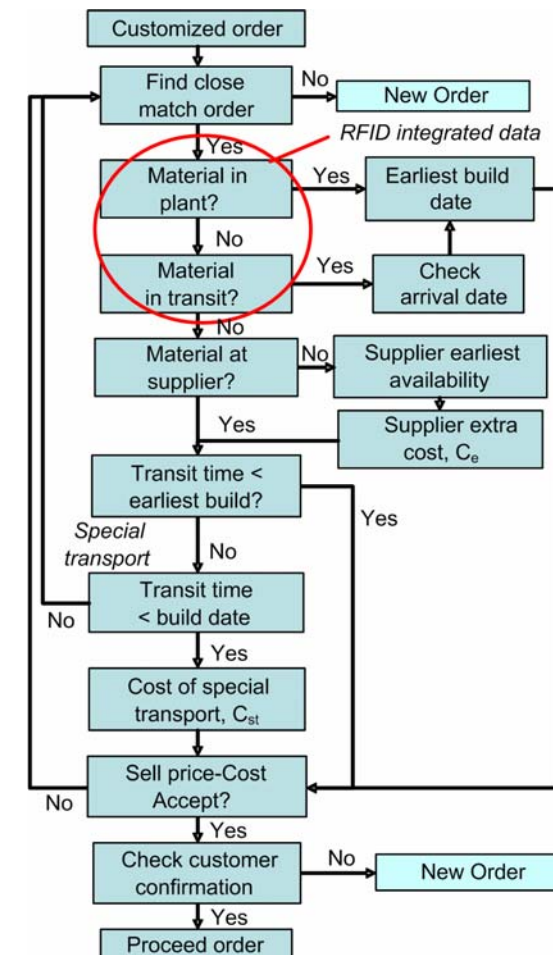 Customized order
Find close
match order
No
New Order
Yes
RFID integrated data
Material in
plant?
Yes
Earliest build
date
No
Material
in transit?
Yes
Check
arrival date
No
Material at
supplier?
No
Supplier earliest
availability
Yes
Supplier extra
cost, Ce
Transit time <
earliest build?
Yes
Special
transport
No
Transit time
< build date
No
Yes
Cost of special
transport, Cst
Sell price-Cost
Accept?
No
Yes
Check customer
confirmation
No
New Order
Yes
Proceed order